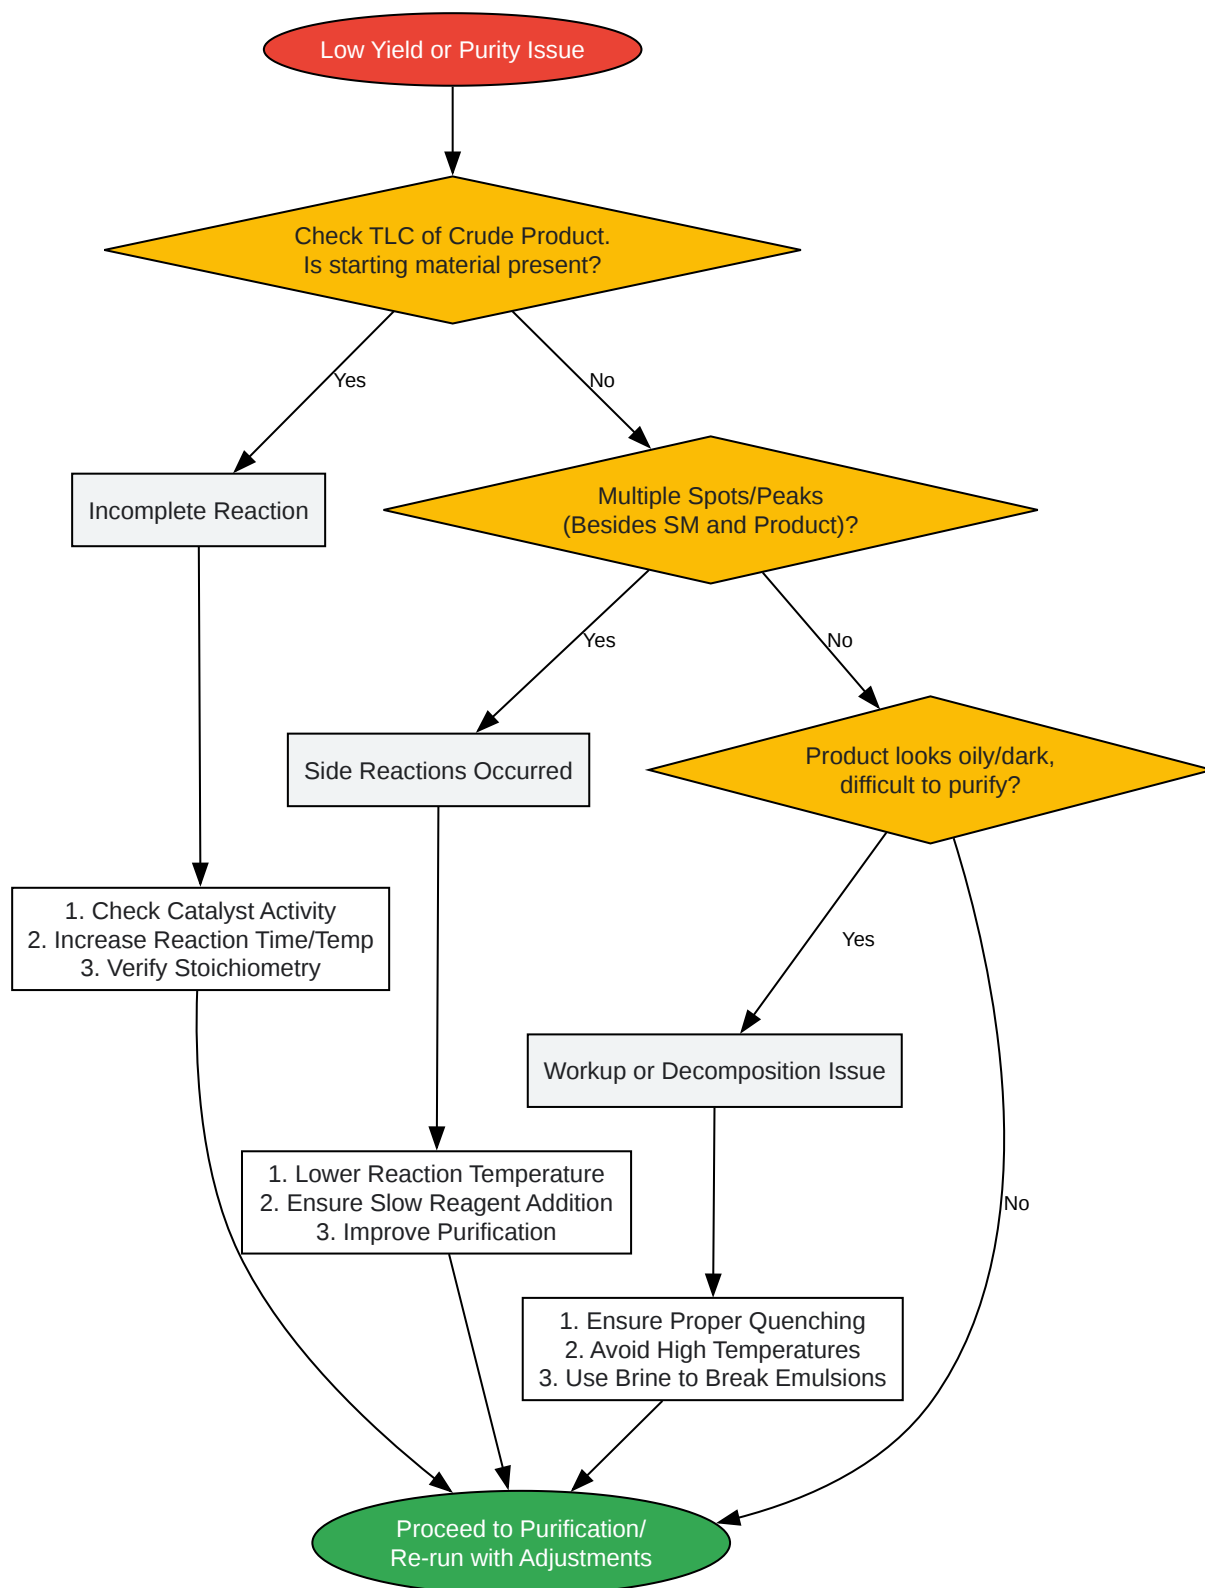 Low Yield or Purity Issue
Check TLC of Crude Product.
Is starting material present?
Yes
No
Incomplete Reaction
Multiple Spots/Peaks
(Besides SM and Product)?
Yes
No
Side Reactions Occurred
Product looks oily/dark,
difficult to purify?
1. Check Catalyst Activity
2. Increase Reaction Time/Temp
3. Verify Stoichiometry
Yes
No
Workup or Decomposition Issue
1. Lower Reaction Temperature
2. Ensure Slow Reagent Addition
3. Improve Purification
1. Ensure Proper Quenching
2. Avoid High Temperatures
3. Use Brine to Break Emulsions
Proceed to Purification/
Re-run with Adjustments